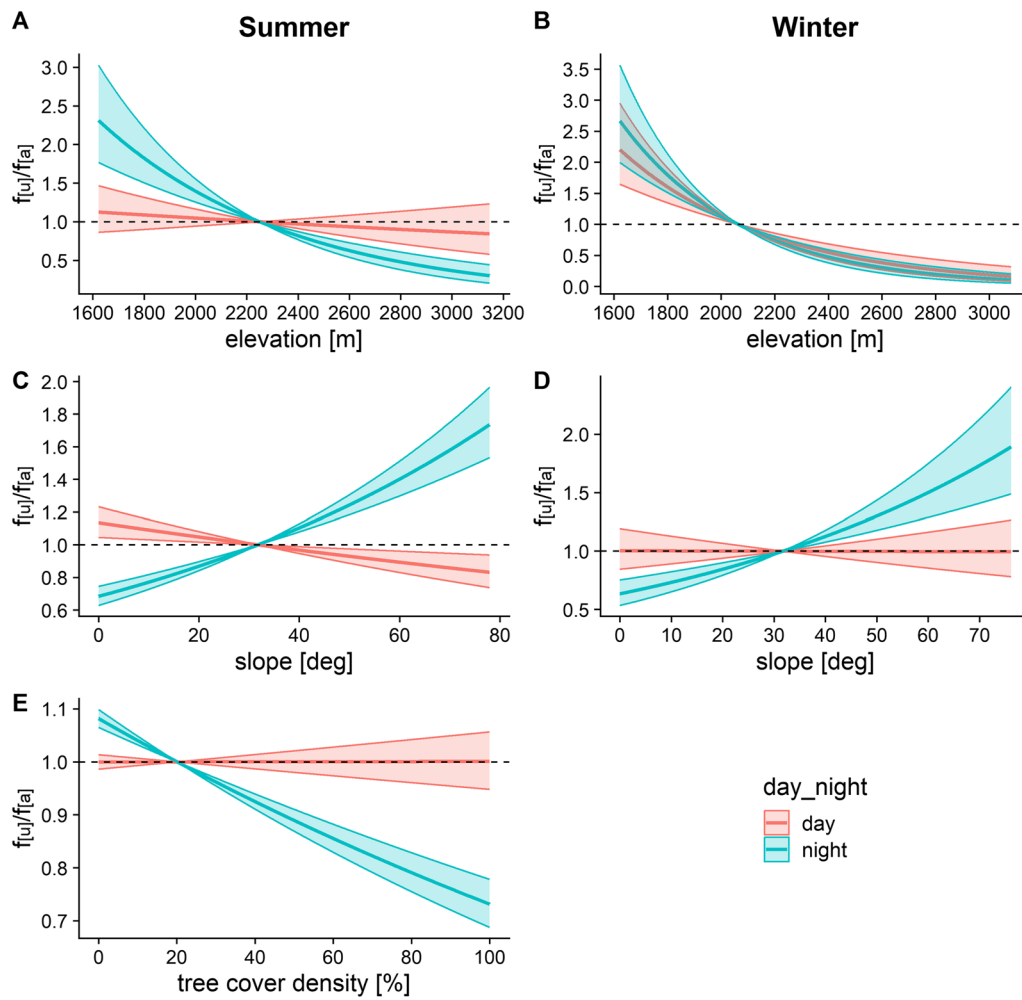 A Summer B Winter
3.0
2.5
2.0
1.5
1.0
0.5
f[u]/f[a]
1600 1800 2000 2200 2400 2600 2800 3000 3200
elevation [m]
3.5
3.0
2.5
2.0
1.5
1.0
0.5
0.0
f[u]/f[a]
1600 1800 2000 2200 2400 2600 2800 3000
elevation [m]
C
2.0
1.8
1.6
1.4
1.2
1.0
0.8
0.6
f[u]/f[a]
0 20 40 60 80
slope [deg]
D
2.0
1.5
1.0
0.5
f[u]/f[a]
0 10 20 30 40 50 60 70
slope [deg]
E
1.1
1.0
0.9
0.8
0.7
f[u]/f[a]
0 20 40 60 80 100
tree cover density [%]
day_night
day
night